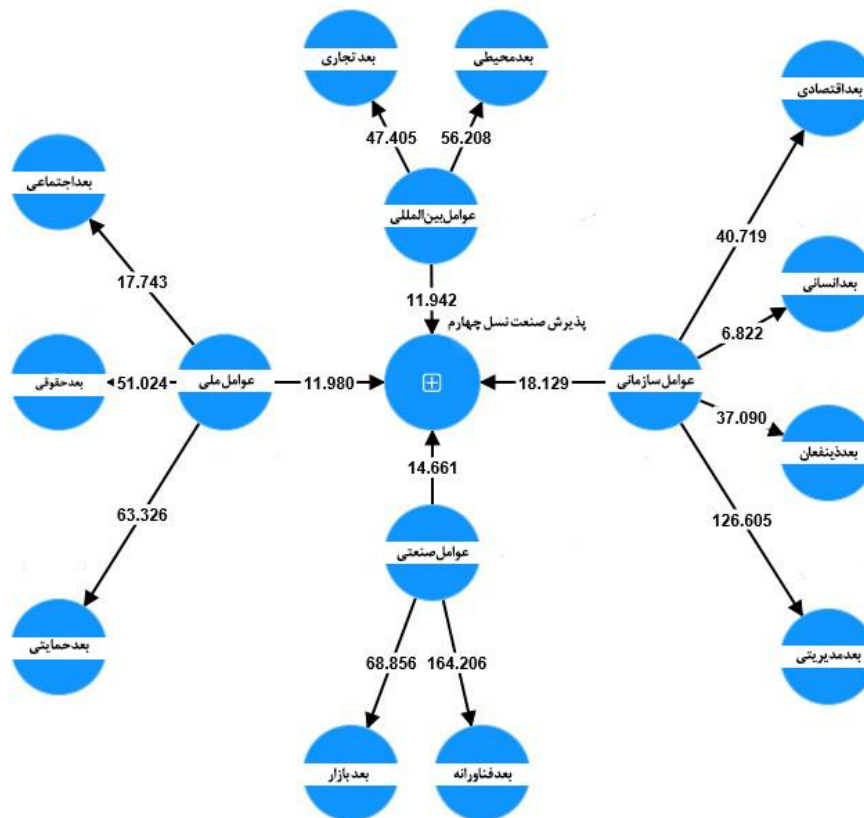 بعد تجاری
بعدمحیطی
بعداقتصادی
47.405
56.208
بعداجتماعی
عوامل‌بین‌المللی
40.719
بعدانسانی
17.743
11.942
پذیرش صنعت نسل چهارم
6.822
بعدحقوقی
51.024
عوامل‌ملی
11.980
18.129
عوامل‌سازمانی
37.090
بعدذینفعان
14.661
63.326
126.605
عوامل‌صنعتی
بعدحمایتی
بعدمدیریتی
68.856
164.206
بعدبازار
بعدفناورانه